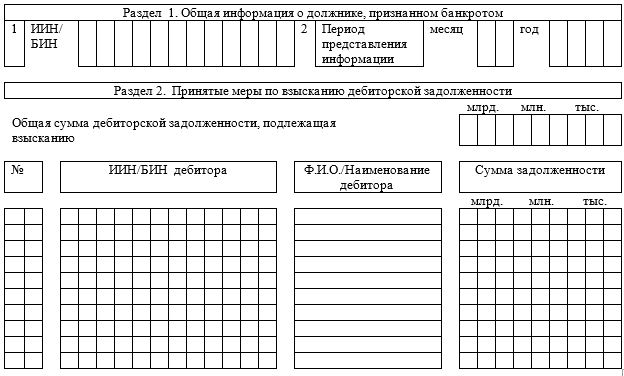 Раздел 1. Общая информация о должнике, признанном банкротом
1 ИИН/ БИН 2 Период представления информации месяц год
Раздел 2. Принятые меры по взысканию дебиторской задолженности
млрд. млн. тыс.
Общая сумма дебиторской задолженности, подлежащая
взысканию
№ ИИН/БИН дебитора Ф.И.О./Наименование дебитора Сумма задолженности
млрд. млн. тыс.